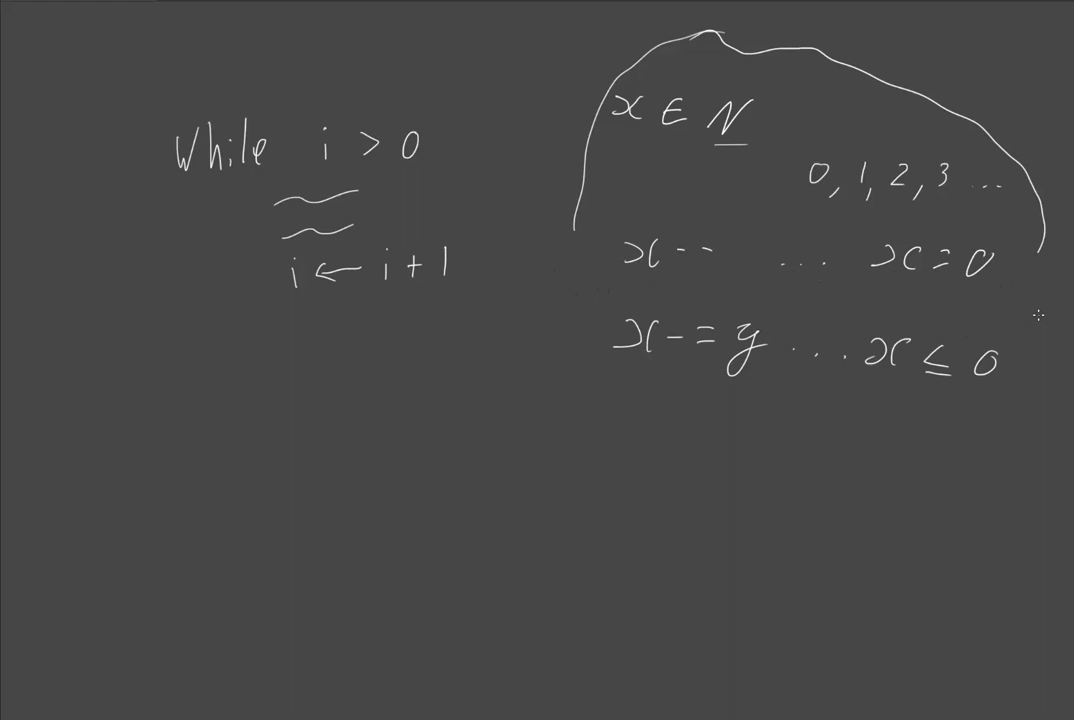 While i > 0
i ← i + 1
x ∈ N
0, 1, 2, 3 ...
x -- ... x = 0
x -= y ... x ≤ 0